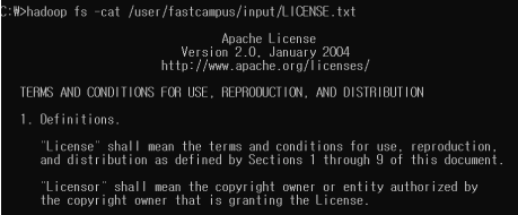 C:₩>hadoop fs -cat /user/fastcampus/input/LICENSE.txt
Apache License
Version 2.0, January 2004
http://www.apache.org/licenses/
TERMS AND CONDITIONS FOR USE, REPRODUCTION, AND DISTRIBUTION
1. Definitions.
"License" shall mean the terms and conditions for use, reproduction,
and distribution as defined by Sections 1 through 9 of this document.
"Licensor" shall mean the copyright owner or entity authorized by
the copyright owner that is granting the License.